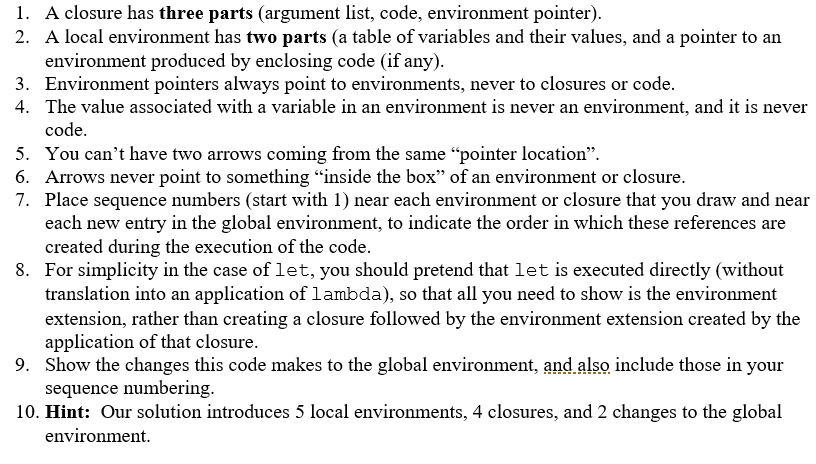 1. A closure has three parts (argument list, code, environment pointer).
2. A local environment has two parts (a table of variables and their values, and a pointer to an
environment produced by enclosing code (if any).
3. Environment pointers always point to environments, never to closures or code.
4. The value associated with a variable in an environment is never an environment, and it is never
code.
5. You can’t have two arrows coming from the same “pointer location”.
6. Arrows never point to something “inside the box” of an environment or closure.
7. Place sequence numbers (start with 1) near each environment or closure that you draw and near
each new entry in the global environment, to indicate the order in which these references are
created during the execution of the code.
8. For simplicity in the case of let, you should pretend that let is executed directly (without
translation into an application of lambda), so that all you need to show is the environment
extension, rather than creating a closure followed by the environment extension created by the
application of that closure.
9. Show the changes this code makes to the global environment, and also include those in your
sequence numbering.
10. Hint: Our solution introduces 5 local environments, 4 closures, and 2 changes to the global
environment.